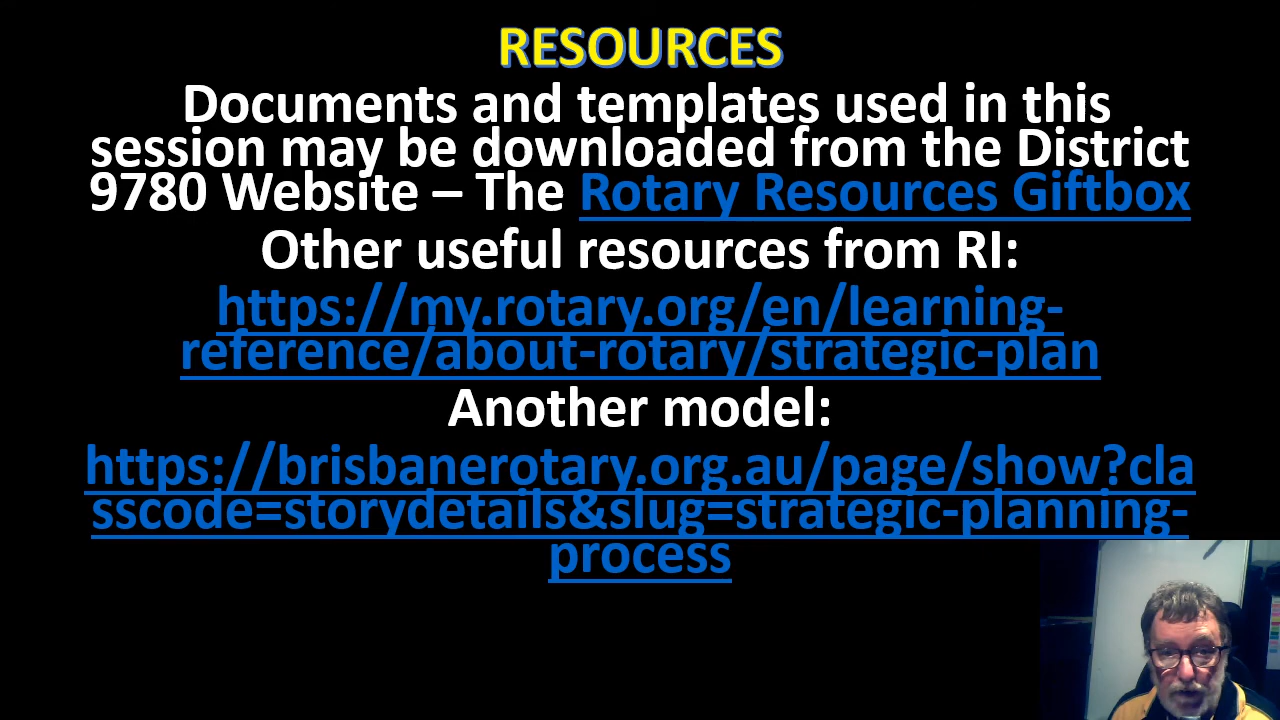 RESOURCES
Documents and templates used in this
session may be downloaded from the District
9780 Website – The Rotary Resources Giftbox
Other useful resources from RI:
https://my.rotary.org/en/learning-
reference/about-rotary/strategic-plan
Another model:
https://brisbanerotary.org.au/page/show?cla
sscode=storydetails&slug=strategic-planning-
process